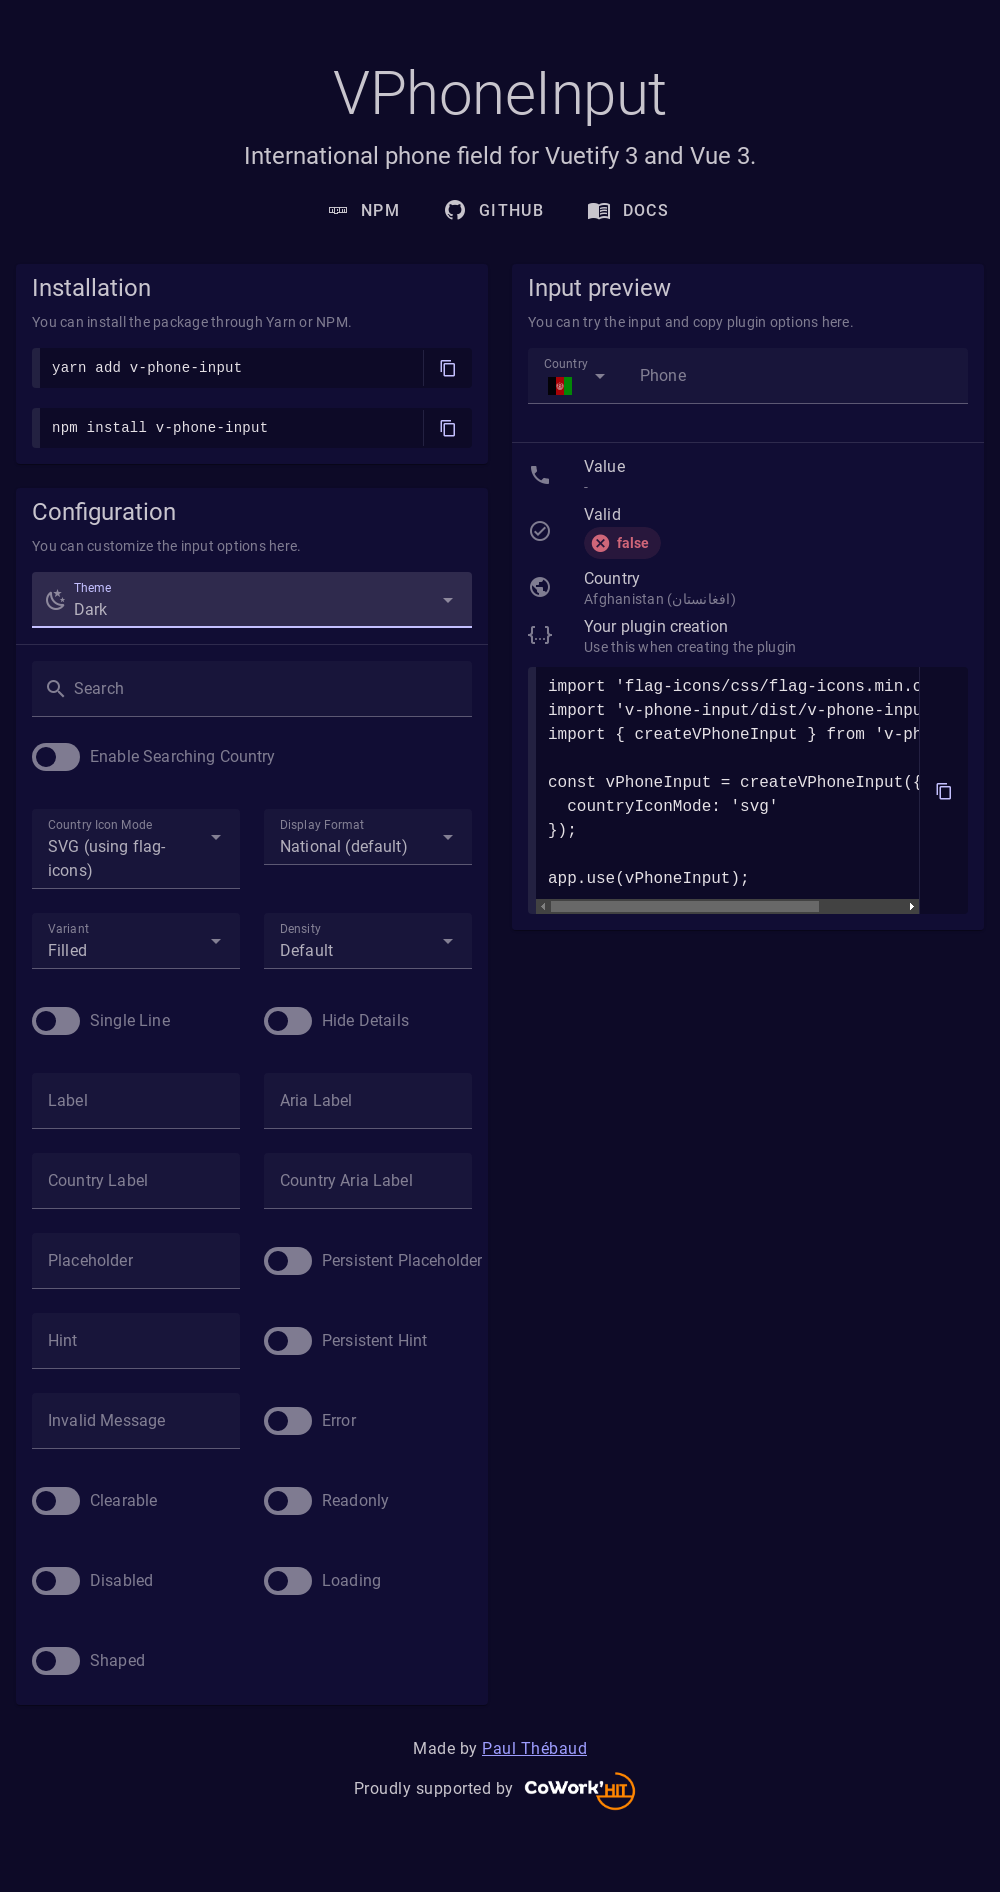 VPhoneInput
International phone field for Vuetify 3 and Vue 3.
NPM
GITHUB
DOCS
Installation
You can install the package through Yarn or NPM.
yarn add v-phone-input
npm install v-phone-input
Configuration
You can customize the input options here.
Theme
Dark
Search
Enable Searching Country
Country Icon Mode
SVG (using flag-
icons)
Display Format
National (default)
Variant
Filled
Density
Default
Single Line
Hide Details
Label
Aria Label
Country Label
Country Aria Label
Placeholder
Persistent Placeholder
Hint
Persistent Hint
Invalid Message
Error
Clearable
Readonly
Disabled
Loading
Shaped
Input preview
You can try the input and copy plugin options here.
Country
Phone
Value
-
Valid
false
Country
Afghanistan (افغانستان)
Your plugin creation
Use this when creating the plugin
import 'flag-icons/css/flag-icons.min.c
import 'v-phone-input/dist/v-phone-inpu
import { createVPhoneInput } from 'v-ph
const vPhoneInput = createVPhoneInput({
countryIconMode: 'svg'
});
app.use(vPhoneInput);
Made by Paul Thébaud
Proudly supported by CoWork'HIT